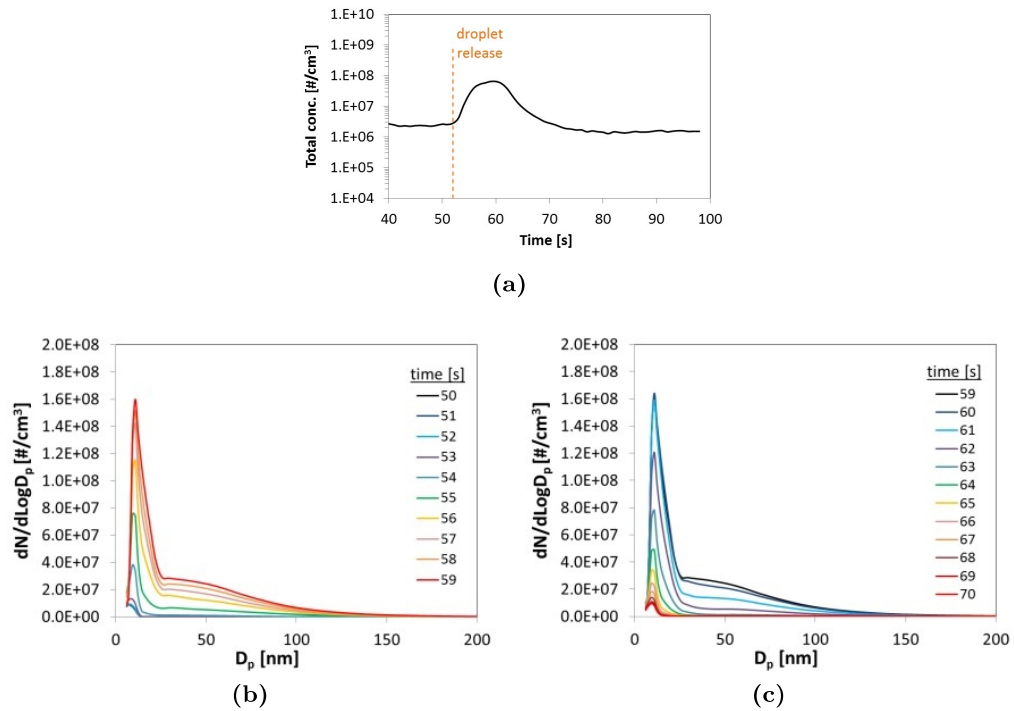 1.E+10
1.E+09
1.E+08
1.E+07
1.E+06
1.E+05
1.E+04
Total conc. [#/cm³]
droplet
release
40 50 60 70 80 90 100
Time [s]
(a)
2.0E+08
1.8E+08
1.6E+08
1.4E+08
1.2E+08
1.0E+08
8.0E+07
6.0E+07
4.0E+07
2.0E+07
0.0E+00
dN/dLogDp [#/cm³]
time [s]
50
51
52
53
54
55
56
57
58
59
0 50 100 150 200
Dp [nm]
(b)
2.0E+08
1.8E+08
1.6E+08
1.4E+08
1.2E+08
1.0E+08
8.0E+07
6.0E+07
4.0E+07
2.0E+07
0.0E+00
dN/dLogDp [#/cm³]
time [s]
59
60
61
62
63
64
65
66
67
68
69
70
0 50 100 150 200
Dp [nm]
(c)